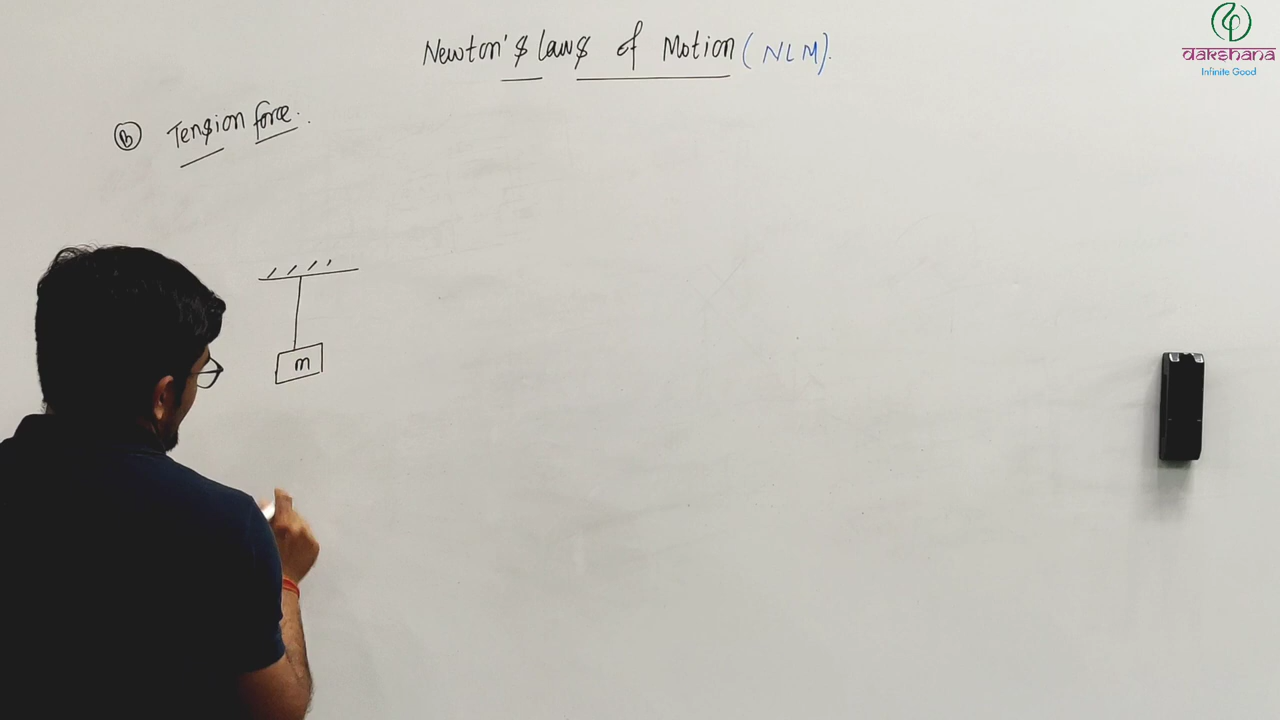 Newton's Laws of Motion (NLM).
dakshana
Infinite Good
B Tension force.
m